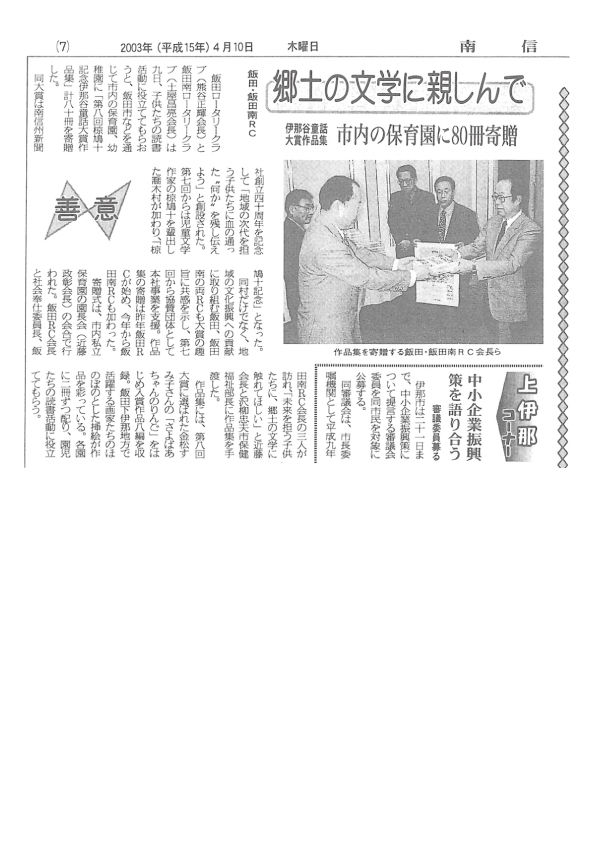 (7)
2003年(平成15年)4月10日
木曜日
南信
郷土の文学に親しんで
伊那谷童話
大賞作品集
市内の保育園に80冊寄贈
飯田・飯田南RC
飯田ロータリークラ
ブ(熊谷正輝会長)と
飯田南ロータリークラ
ブ(土屋昌亮会長)は
九日、子供たちの読書
活動に役立ててもらお
うと、飯田市などを通
じて市内の保育園、幼
稚園に「第八回椋鳩十
記念伊那谷童話大賞作
品集」計八十冊を寄贈
した。
同大賞は南信州新聞
社創立四十周年を記念
して「地域の次代を担
う子供たちに血の通っ
た“何か”を残し伝え
よう」と創設された。
第七回からは児童文学
作家の椋鳩十を輩出し
た喬木村が加わり、「椋
善意
鳩十記念」となった。
同村だけでなく、地
域の文化振興への貢献
に取り組む飯田、飯田
南の両RCも大賞の趣
旨に共感を示し、第七
回から協賛団体として
本社事業を支援。作品
集の寄贈は昨年飯田R
Cが始め、今年から飯
田南RCも加わった。
寄贈式は、市内私立
保育園の園長会(近藤
政彰会長)の会合で行
われた。飯田RC会長
と社会奉仕委員長、飯
田南RC会長の三人が
訪れ、「未来を担う子供
たちに、郷土の文学に
触れてほしい」と近藤
会長と沢柳忠夫市保健
福祉部長に作品集を手
渡した。
作品集には、第八回
大賞に選ばれた金松す
み子さんの「さよばあ
ちゃんのりんご」をは
じめ入賞作品八編を収
録。飯田下伊那地方で
活躍する画家たちのほ
のぼのとした挿絵が作
品を彩っている。各園
に二冊ずつ配り、園児
たちの読書活動に役立
ててもらう。
作品集を寄贈する飯田・飯田南RC会長ら
上伊那
コーナー
中小企業振興
策を語り合う
審議委員募る
伊那市は二十一日ま
で、中小企業振興策に
ついて提言する審議会
委員を同市民を対象に
公募する。
同審議会は、市長委
嘱機関として平成九年